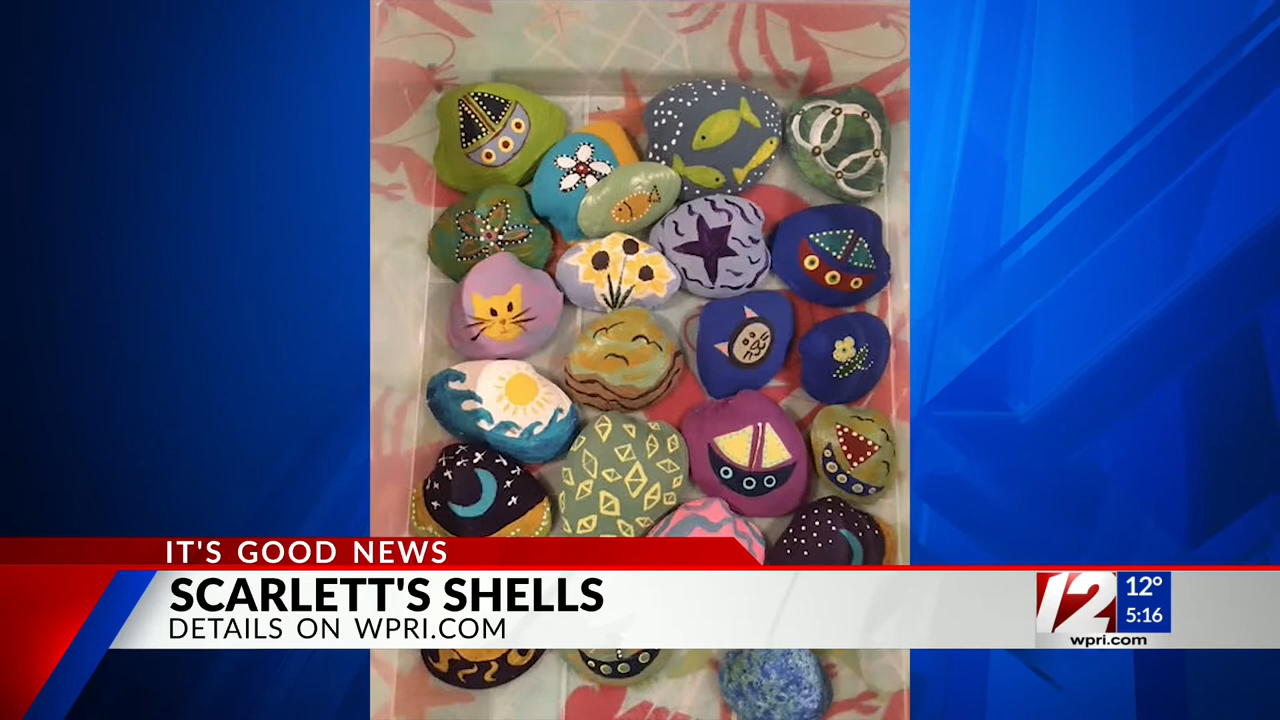 IT'S GOOD NEWS
SCARLETT'S SHELLS
DETAILS ON WPRI.COM
12
12°
5:16
wpri.com